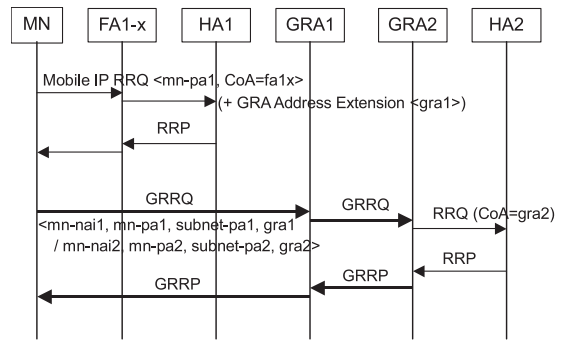 MN FA1-x HA1 GRA1 GRA2 HA2
Mobile IP RRQ <mn-pa1, CoA=fa1x>
(+ GRA Address Extension <gra1>)
RRP
GRRQ
<mn-nai1, mn-pa1, subnet-pa1, gra1
/ mn-nai2, mn-pa2, subnet-pa2, gra2>
GRRQ
RRQ (CoA=gra2)
RRP
GRRP
GRRP